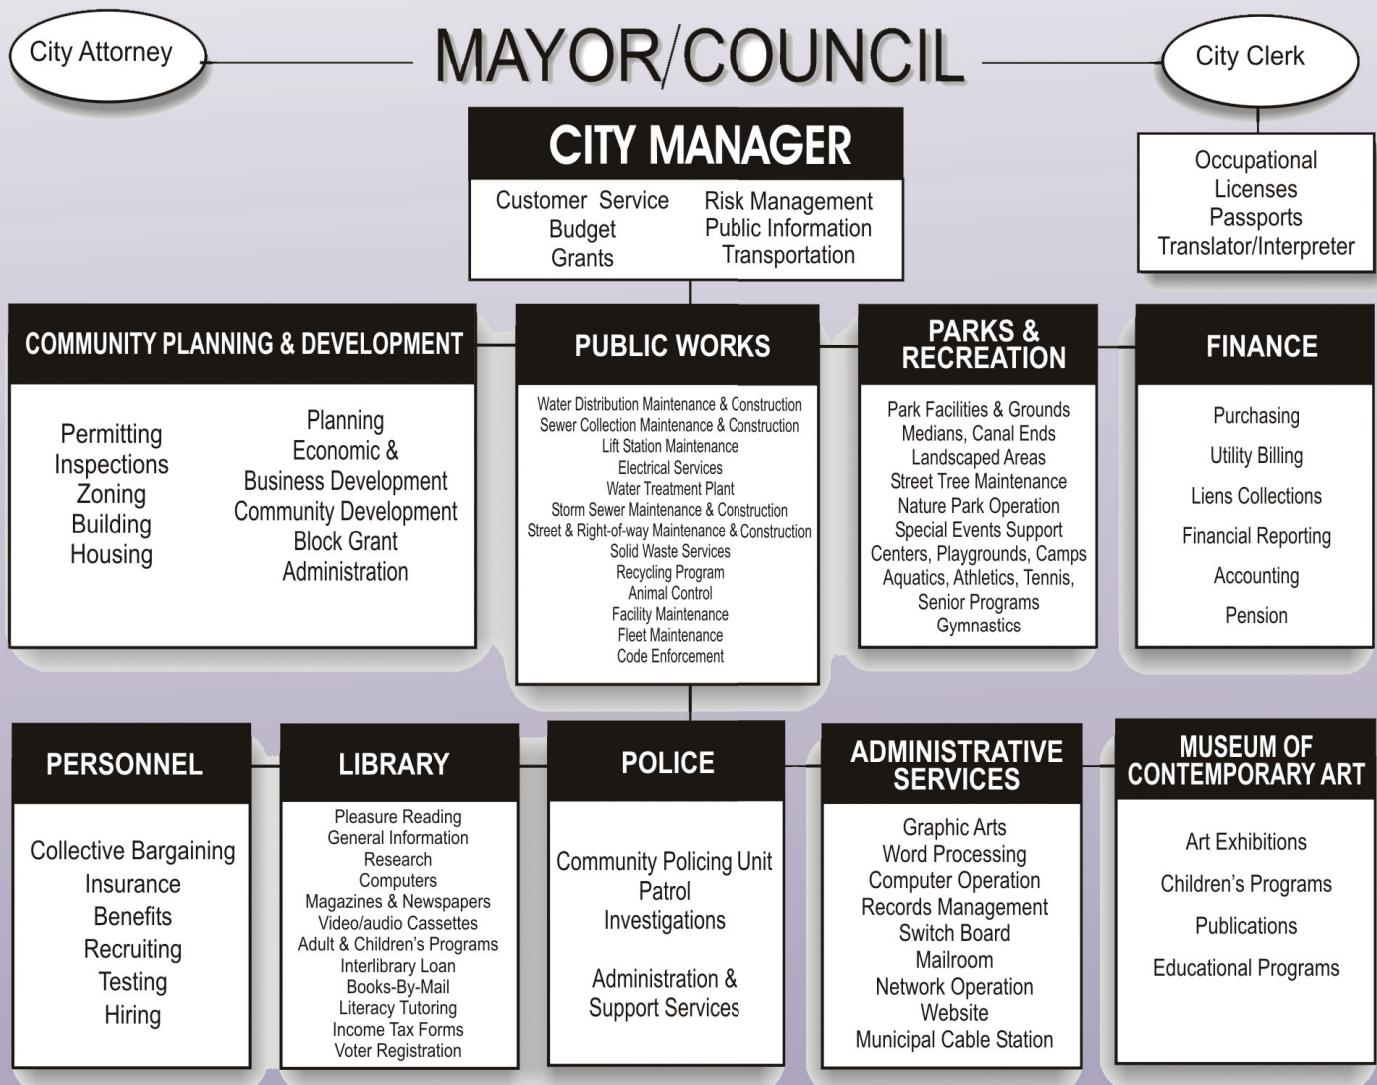 City Attorney
MAYOR/COUNCIL
City Clerk
Occupational
Licenses
Passports
Translator/Interpreter
CITY MANAGER
Customer Service
Budget
Grants
Risk Management
Public Information
Transportation
COMMUNITY PLANNING & DEVELOPMENT
Permitting
Inspections
Zoning
Building
Housing
Planning
Economic &
Business Development
Community Development
Block Grant
Administration
PUBLIC WORKS
Water Distribution Maintenance & Construction
Sewer Collection Maintenance & Construction
Lift Station Maintenance
Electrical Services
Water Treatment Plant
Storm Sewer Maintenance & Construction
Street & Right-of-way Maintenance & Construction
Solid Waste Services
Recycling Program
Animal Control
Facility Maintenance
Fleet Maintenance
Code Enforcement
PARKS &
RECREATION
Park Facilities & Grounds
Medians, Canal Ends
Landscaped Areas
Street Tree Maintenance
Nature Park Operation
Special Events Support
Centers, Playgrounds, Camps
Aquatics, Athletics, Tennis,
Senior Programs
Gymnastics
FINANCE
Purchasing
Utility Billing
Liens Collections
Financial Reporting
Accounting
Pension
PERSONNEL
Collective Bargaining
Insurance
Benefits
Recruiting
Testing
Hiring
LIBRARY
Pleasure Reading
General Information
Research
Computers
Magazines & Newspapers
Video/audio Cassettes
Adult & Children's Programs
Interlibrary Loan
Books-By-Mail
Literacy Tutoring
Income Tax Forms
Voter Registration
POLICE
Community Policing Unit
Patrol
Investigations
Administration &
Support Services
ADMINISTRATIVE
SERVICES
Graphic Arts
Word Processing
Computer Operation
Records Management
Switch Board
Mailroom
Network Operation
Website
Municipal Cable Station
MUSEUM OF
CONTEMPORARY ART
Art Exhibitions
Children's Programs
Publications
Educational Programs